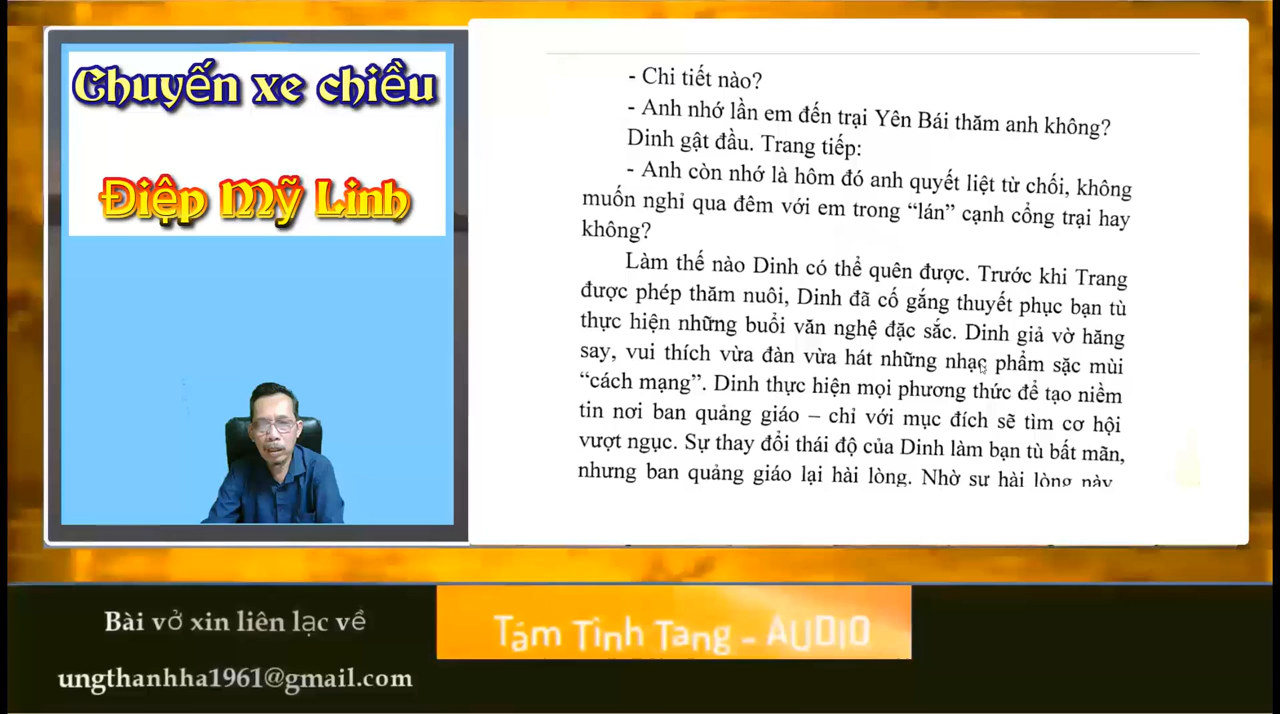 Chuyến xe chiều
Điệp Mỹ Linh
- Chi tiết nào?
- Anh nhớ lần em đến trại Yên Bái thăm anh không?
Dinh gật đầu. Trang tiếp:
- Anh còn nhớ là hôm đó anh quyết liệt từ chối, không
muốn nghỉ qua đêm với em trong “lán” cạnh cổng trại hay
không?
Làm thế nào Dinh có thể quên được. Trước khi Trang
được phép thăm nuôi, Dinh đã cố gắng thuyết phục bạn tù
thực hiện những buổi văn nghệ đặc sắc. Dinh giả vờ hăng
say, vui thích vừa đàn vừa hát những nhạc phẩm sặc mùi
“cách mạng”. Dinh thực hiện mọi phương thức để tạo niềm
tin nơi ban quảng giáo – chỉ với mục đích sẽ tìm cơ hội
vượt ngục. Sự thay đổi thái độ của Dinh làm bạn tù bất mãn,
nhưng ban quảng giáo lại hài lòng. Nhờ sự hài lòng này
Bài vở xin liên lạc về
ungthanhha1961@gmail.com
Tám Tình Tang - AUDIO